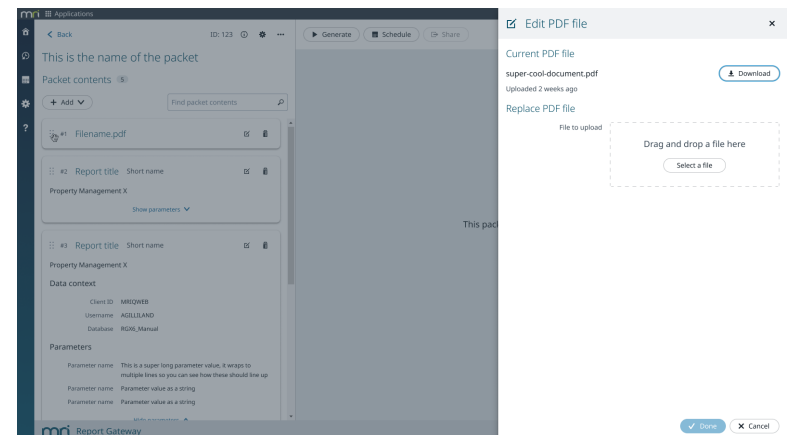 mri Applications
Back ID: 123
This is the name of the packet
Packet contents 5
+ Add
Find packet contents
#1 Filename.pdf
#2 Report title Short name
Property Management X
Show parameters
#3 Report title Short name
Property Management X
Data context
Client ID MRIQWEB
Username AGILLILAND
Database RGX6_Manual
Parameters
Parameter name This is a super long parameter value, it wraps to
multiple lines so you can see how these should line up
Parameter name Parameter value as a string
Parameter name Parameter value as a string
Hide parameters
mri Report Gateway
Generate Schedule Share
This pac
Edit PDF file
Current PDF file
super-cool-document.pdf
Download
Uploaded 2 weeks ago
Replace PDF file
File to upload
Drag and drop a file here
Select a file
Done Cancel